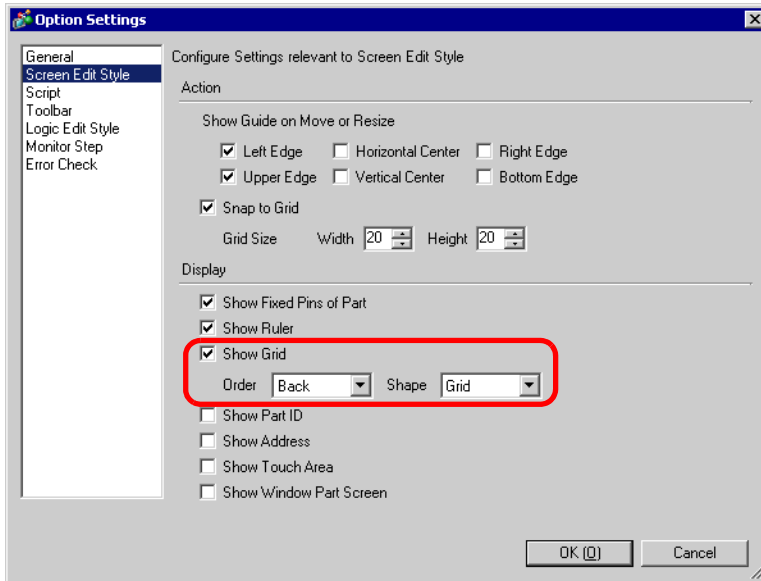 Option Settings
General
Screen Edit Style
Script
Toolbar
Logic Edit Style
Monitor Step
Error Check
Configure Settings relevant to Screen Edit Style
Action
Show Guide on Move or Resize
Left Edge Horizontal Center Right Edge
Upper Edge Vertical Center Bottom Edge
Snap to Grid
Grid Size Width 20 Height 20
Display
Show Fixed Pins of Part
Show Ruler
Show Grid
Order Back Shape Grid
Show Part ID
Show Address
Show Touch Area
Show Window Part Screen
OK (O) Cancel